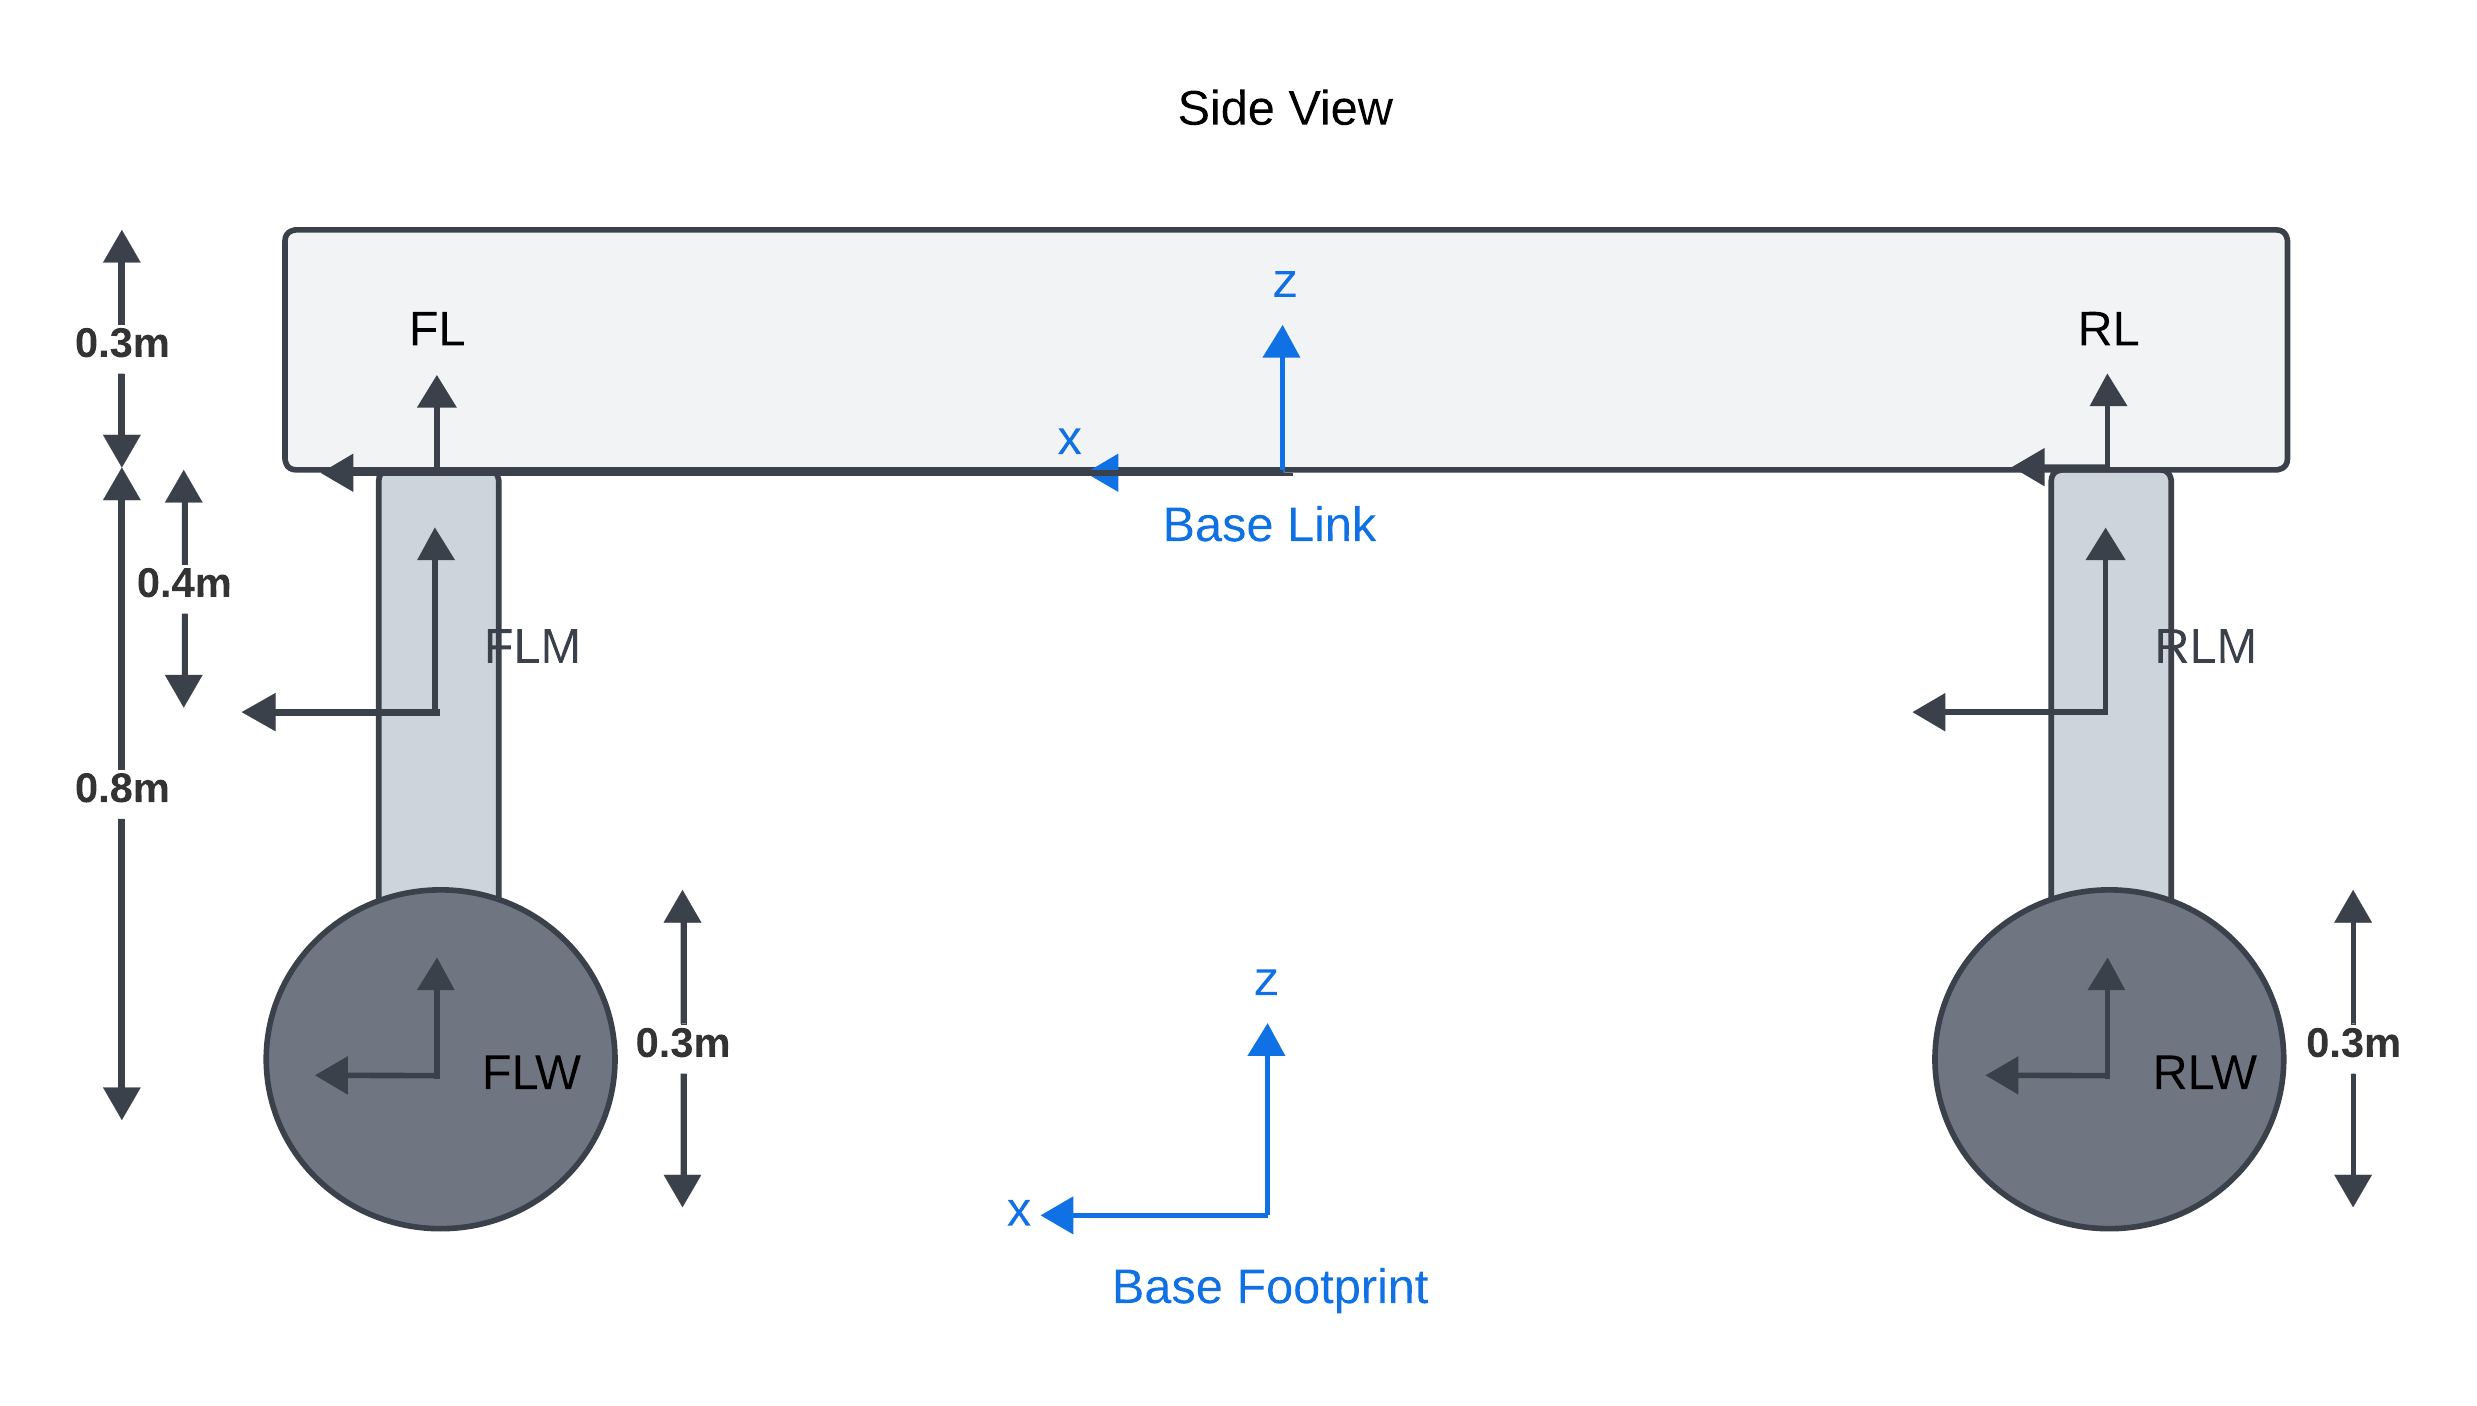 Side View
z
FL
RL
0.3m
x
Base Link
0.4m
FLM
RLM
0.8m
z
0.3m
0.3m
FLW
RLW
x
Base Footprint